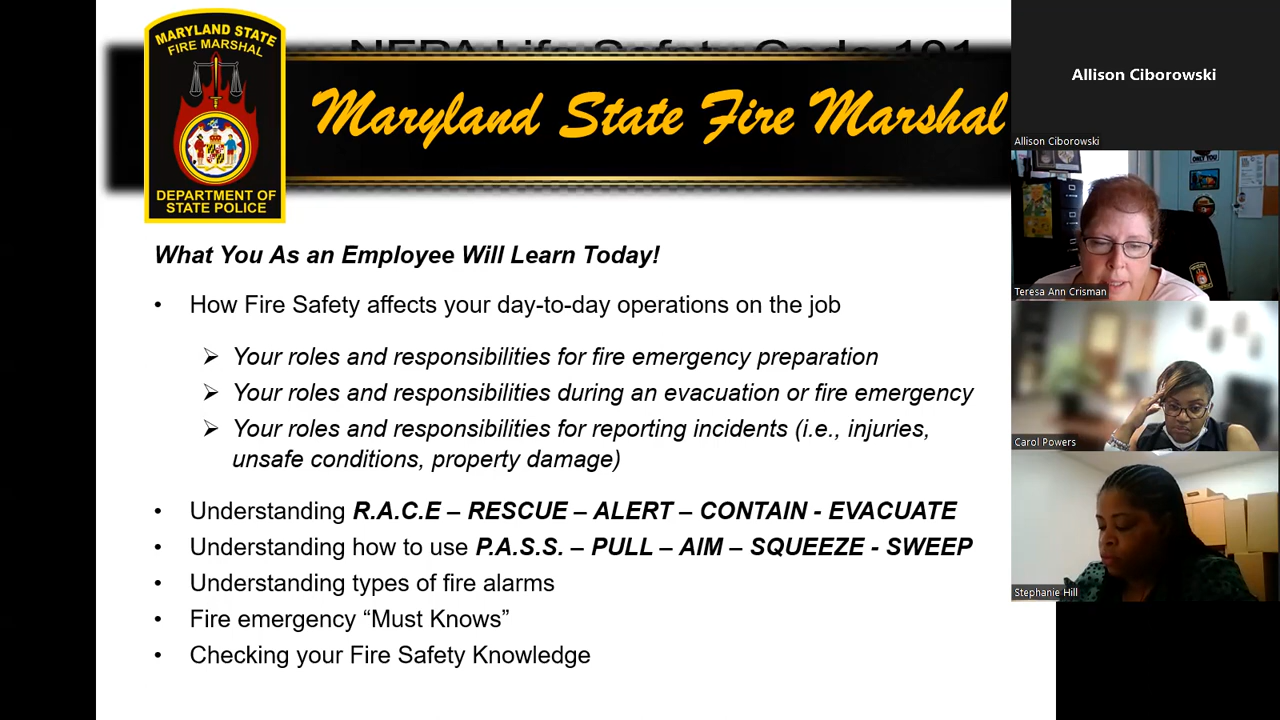 NFPA Life Safety Code 101
MARYLAND STATE
FIRE MARSHAL
DEPARTMENT OF
STATE POLICE
Maryland State Fire Marshal
What You As an Employee Will Learn Today!
• How Fire Safety affects your day-to-day operations on the job
➢ Your roles and responsibilities for fire emergency preparation
➢ Your roles and responsibilities during an evacuation or fire emergency
➢ Your roles and responsibilities for reporting incidents (i.e., injuries,
unsafe conditions, property damage)
• Understanding R.A.C.E – RESCUE – ALERT – CONTAIN - EVACUATE
• Understanding how to use P.A.S.S. – PULL – AIM – SQUEEZE - SWEEP
• Understanding types of fire alarms
• Fire emergency “Must Knows”
• Checking your Fire Safety Knowledge
Allison Ciborowski
Allison Ciborowski
ONLY YOU
Teresa Ann Crisman
Carol Powers
Stephanie Hill